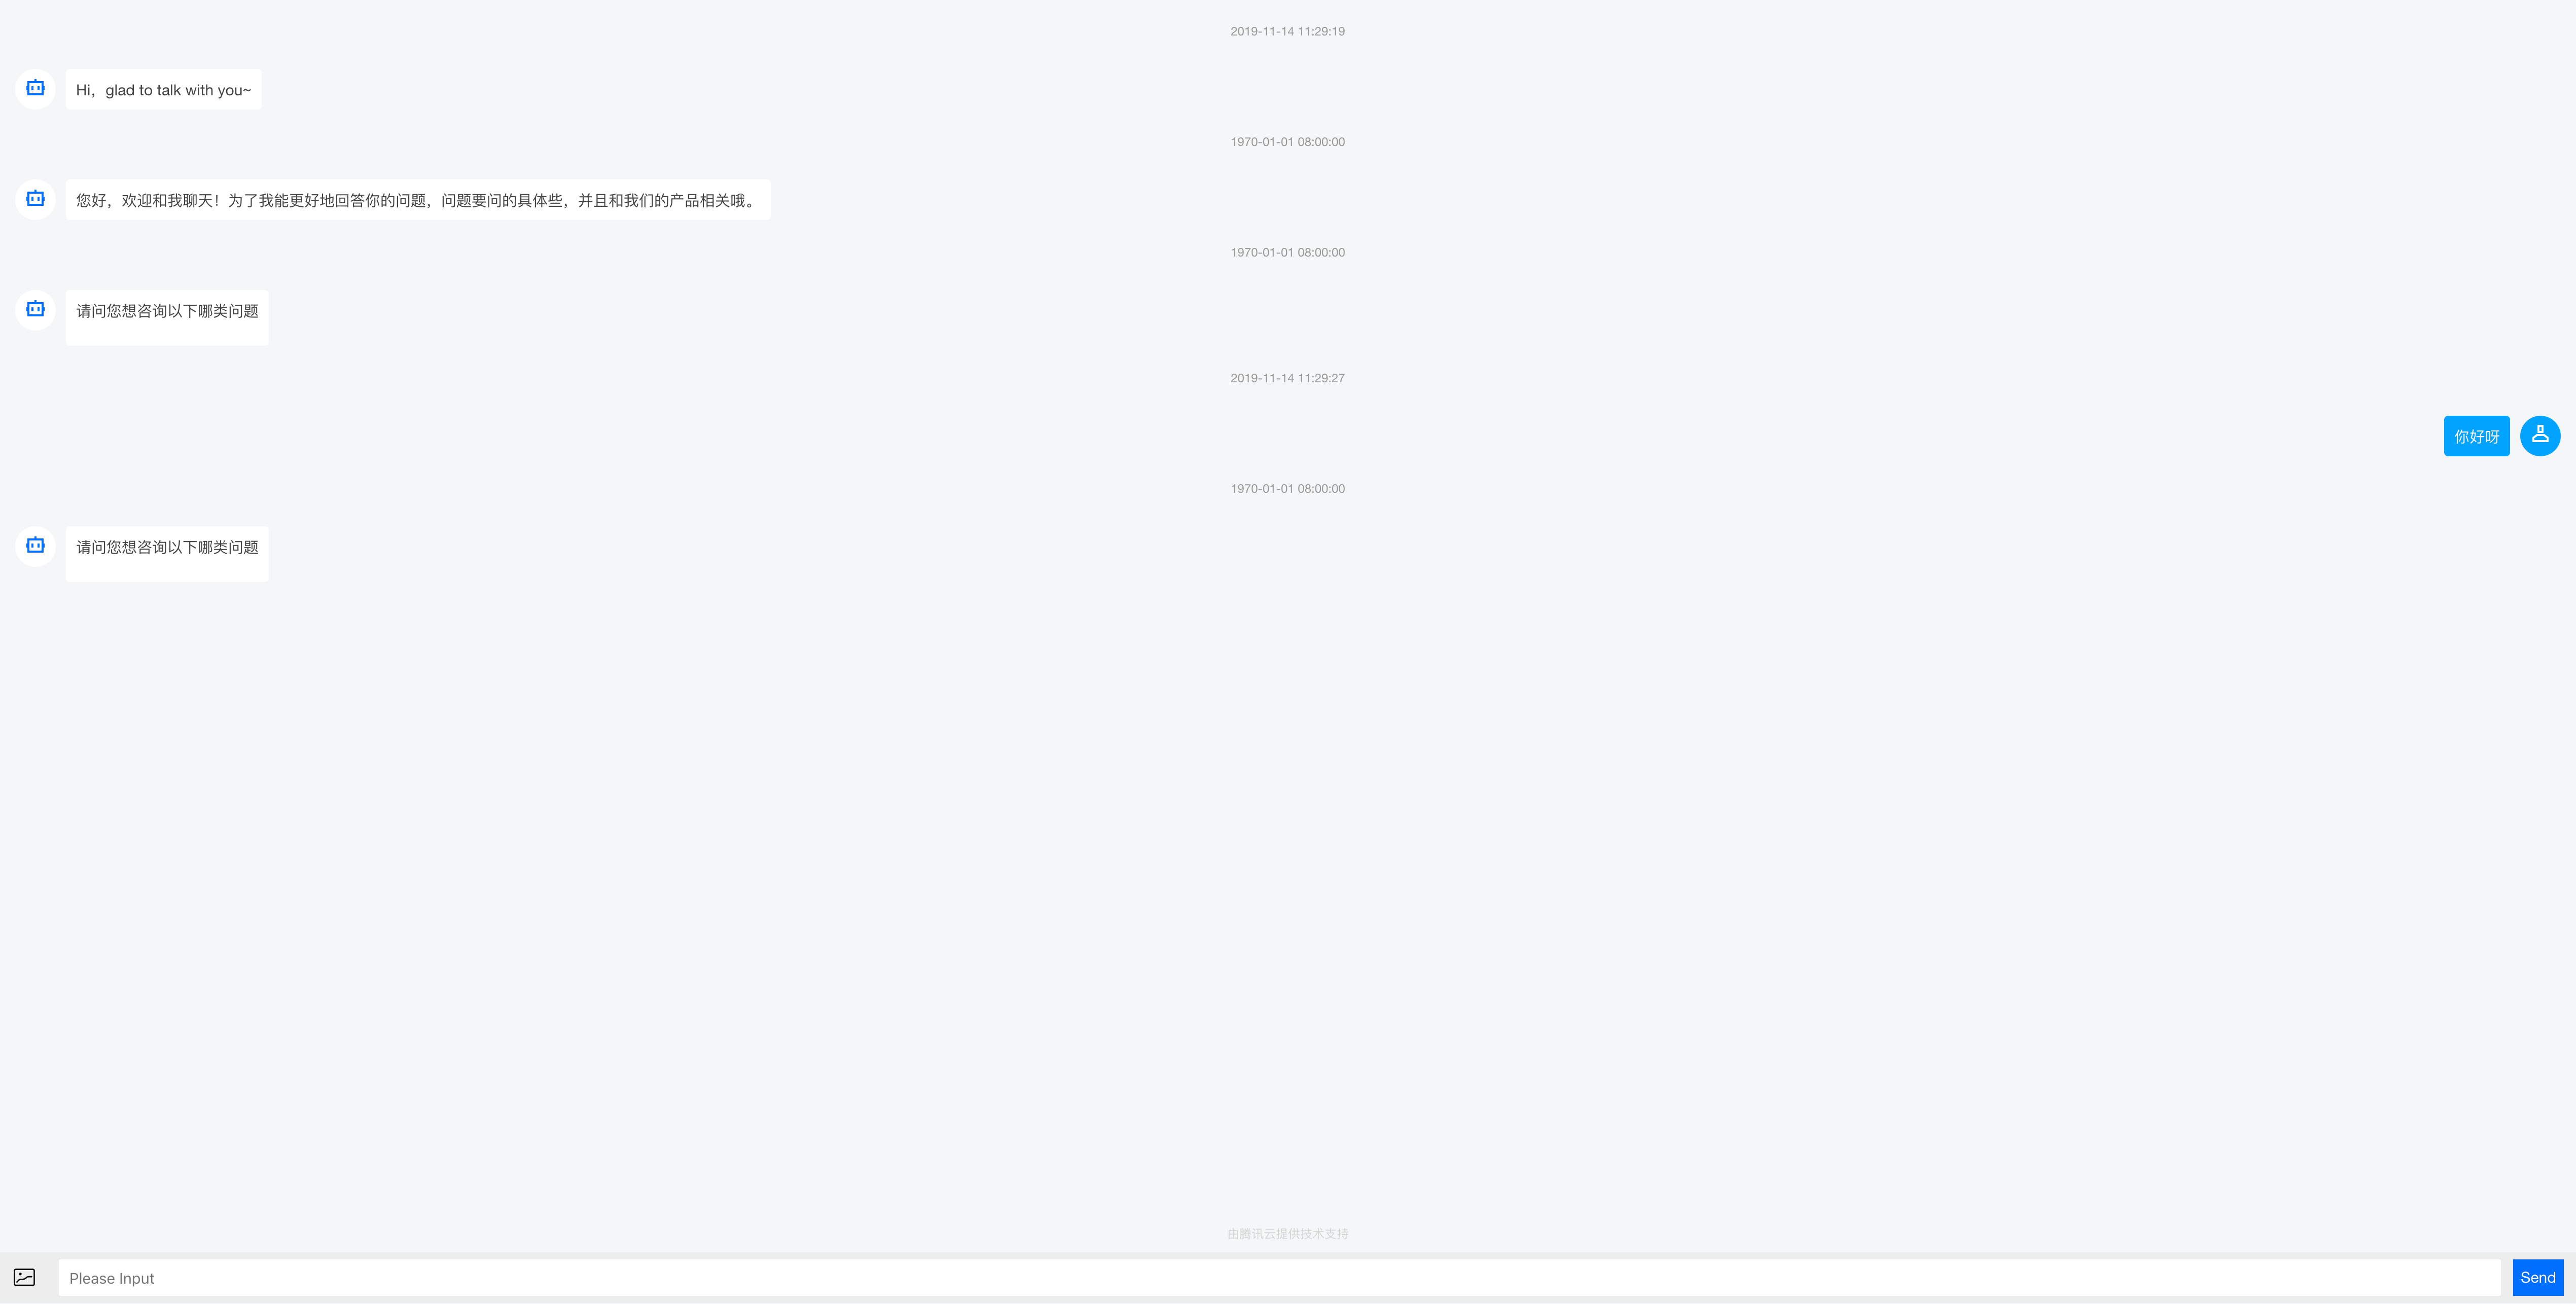 2019-11-14 11:29:19
Hi，glad to talk with you~
1970-01-01 08:00:00
您好，欢迎和我聊天！为了我能更好地回答你的问题，问题要问的具体些，并且和我们的产品相关哦。
1970-01-01 08:00:00
请问您想咨询以下哪类问题
2019-11-14 11:29:27
你好呀
1970-01-01 08:00:00
请问您想咨询以下哪类问题
由腾讯云提供技术支持
Please Input
Send